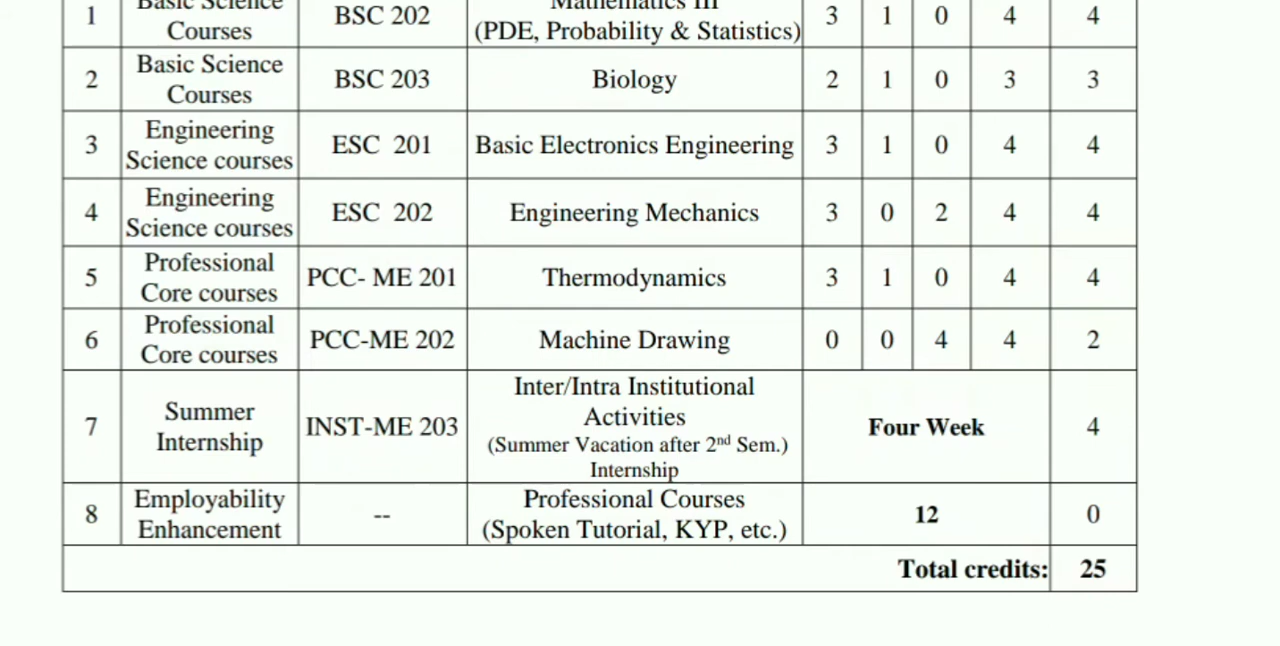 1 Basic Science Courses BSC 202 Mathematics III (PDE, Probability & Statistics) 3 1 0 4 4
2 Basic Science Courses BSC 203 Biology 2 1 0 3 3
3 Engineering Science courses ESC 201 Basic Electronics Engineering 3 1 0 4 4
4 Engineering Science courses ESC 202 Engineering Mechanics 3 0 2 4 4
5 Professional Core courses PCC- ME 201 Thermodynamics 3 1 0 4 4
6 Professional Core courses PCC-ME 202 Machine Drawing 0 0 4 4 2
7 Summer Internship INST-ME 203 Inter/Intra Institutional Activities (Summer Vacation after 2nd Sem.) Internship Four Week 4
8 Employability Enhancement -- Professional Courses (Spoken Tutorial, KYP, etc.) 12 0
Total credits: 25